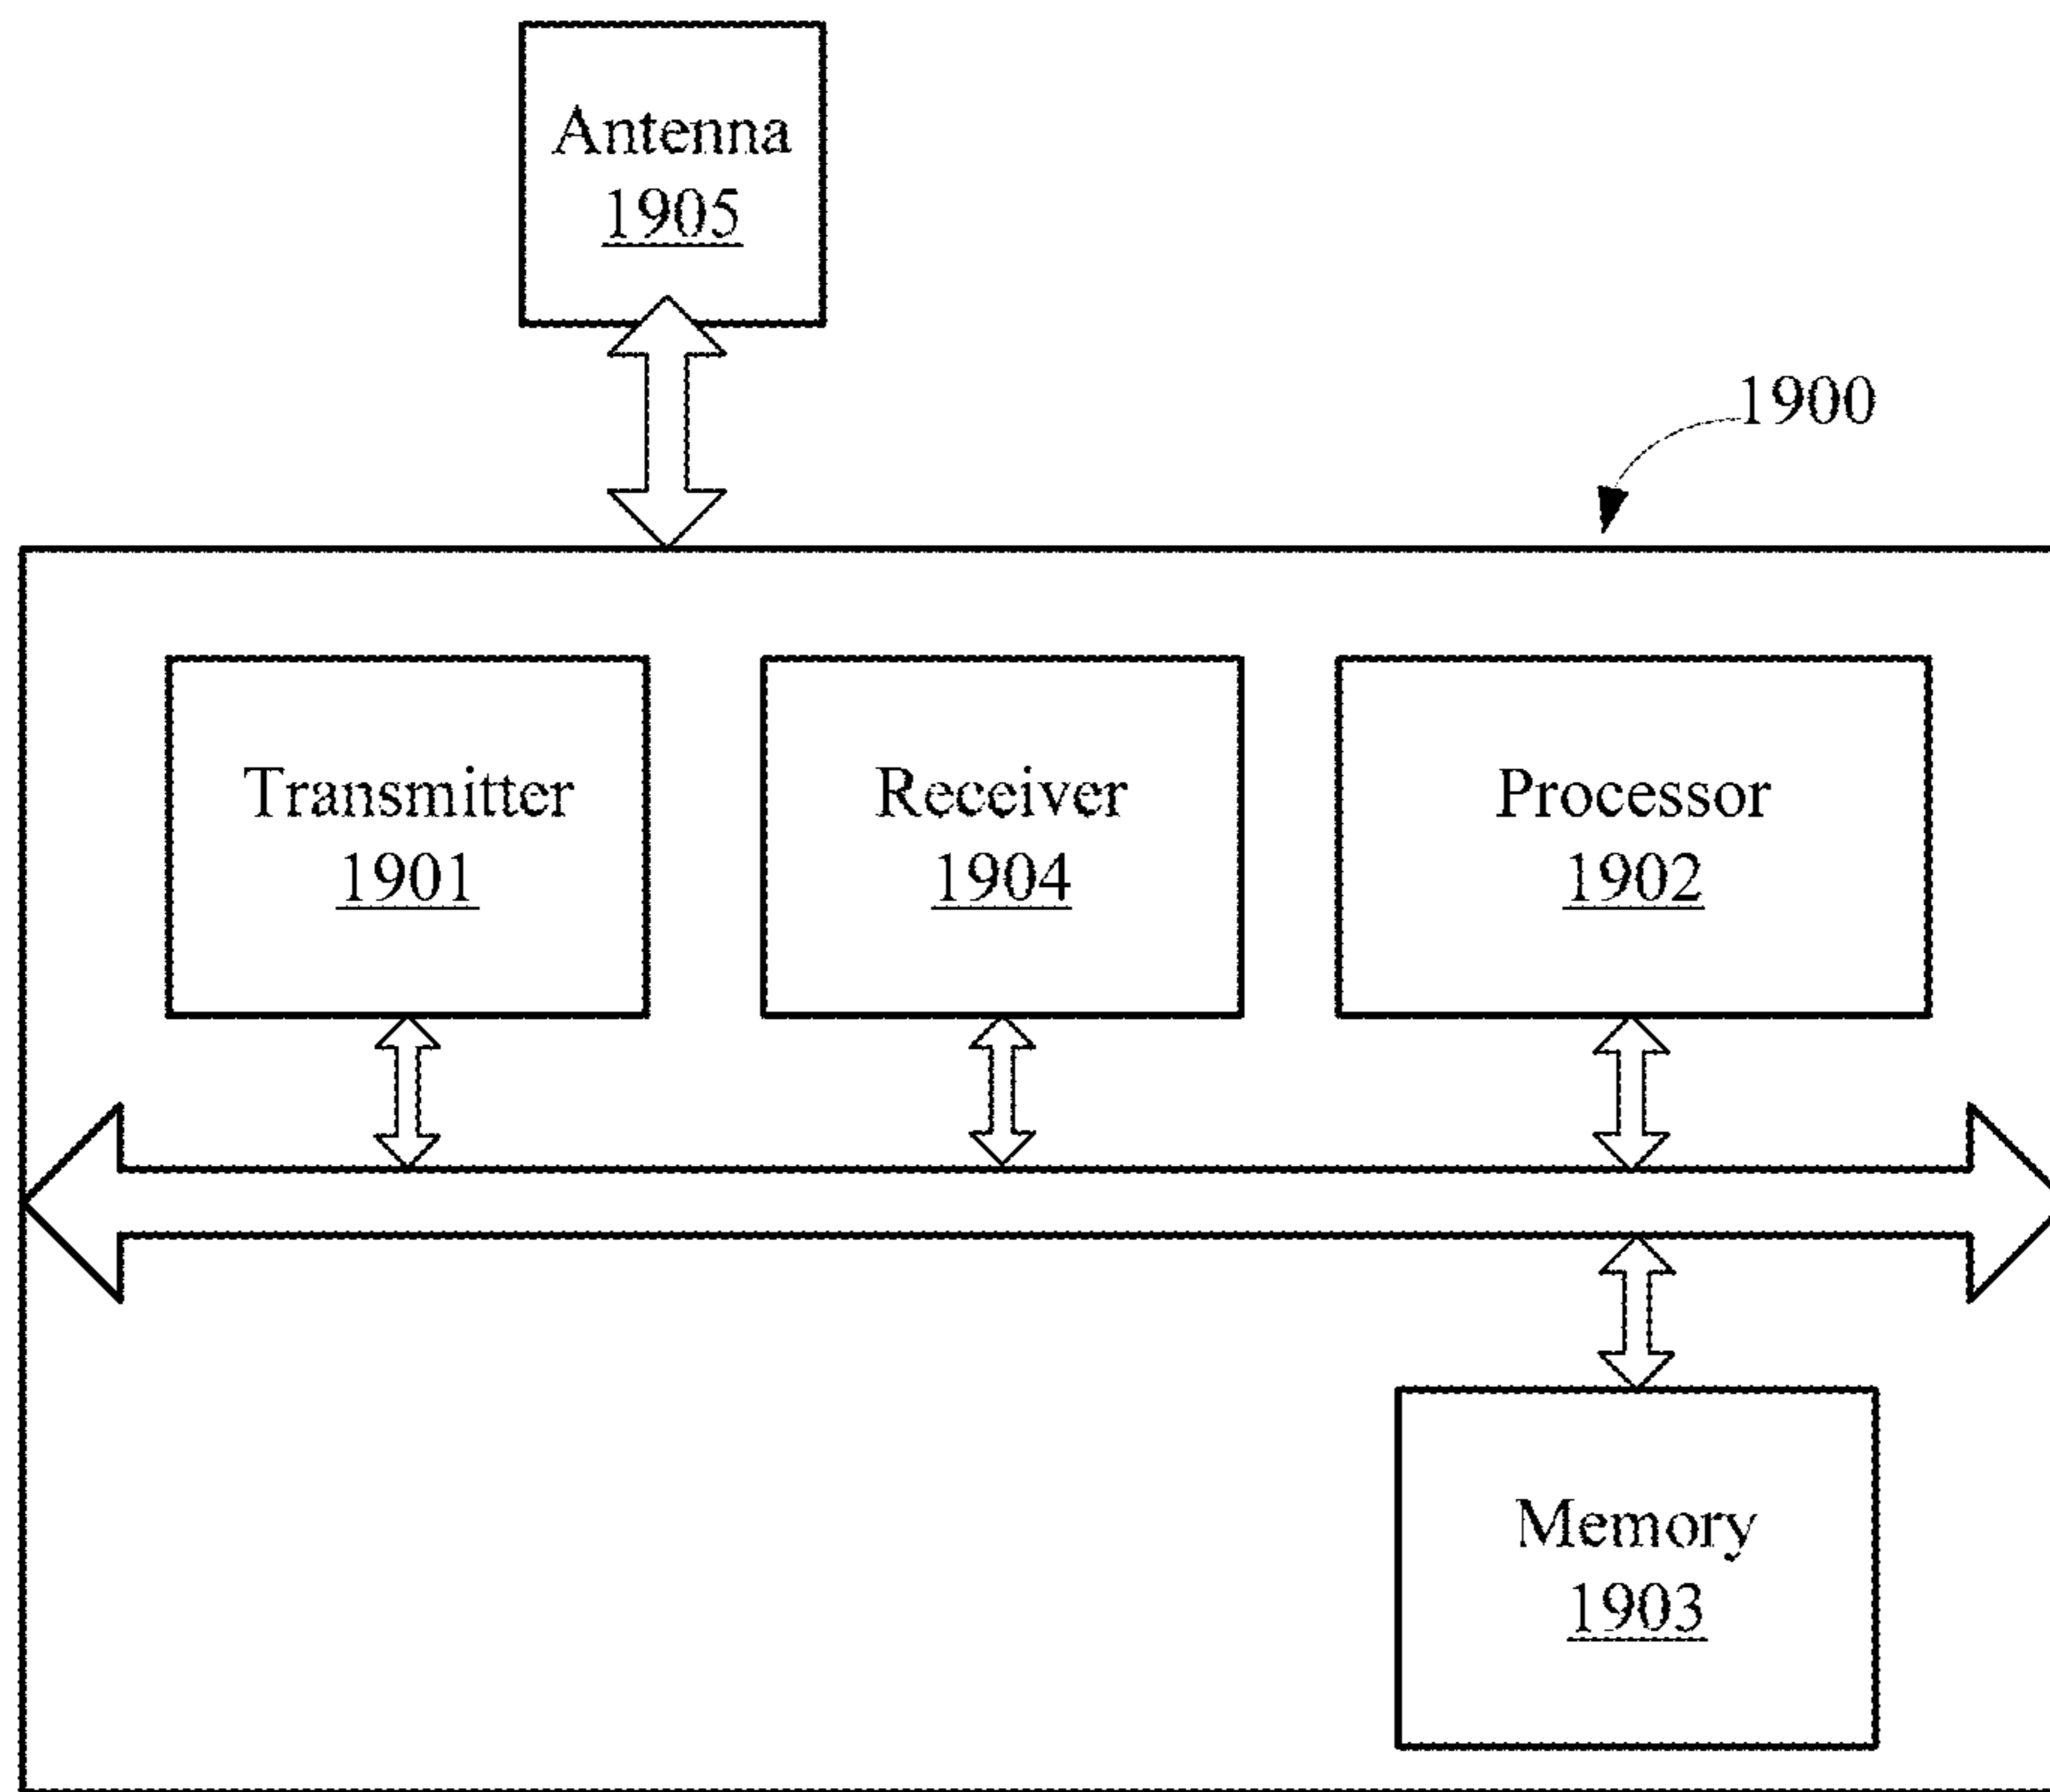 Antenna
1905
1900
Transmitter
1901
Receiver
1904
Processor
1902
Memory
1903